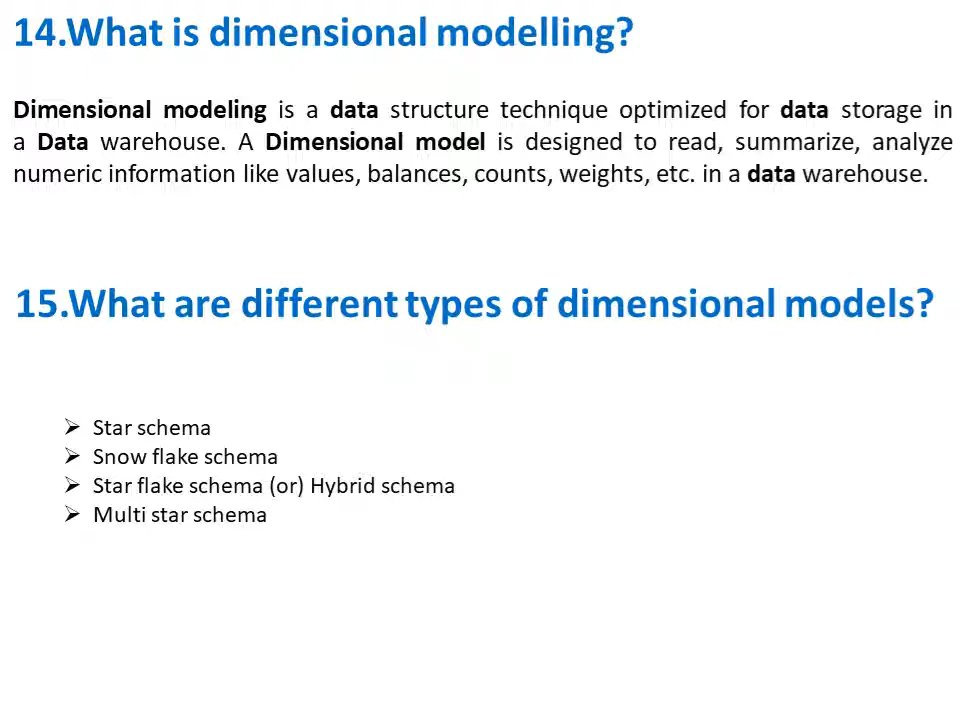 14.What is dimensional modelling?
Dimensional modeling is a data structure technique optimized for data storage in
a Data warehouse. A Dimensional model is designed to read, summarize, analyze
numeric information like values, balances, counts, weights, etc. in a data warehouse.
15.What are different types of dimensional models?
➢ Star schema
➢ Snow flake schema
➢ Star flake schema (or) Hybrid schema
➢ Multi star schema